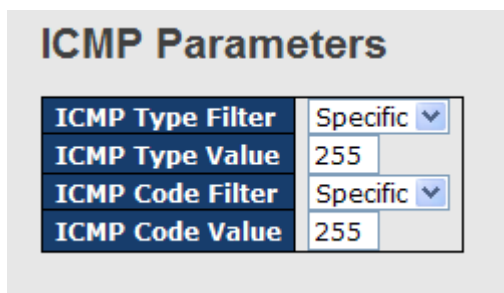 ICMP Parameters
ICMP Type Filter Specific
ICMP Type Value 255
ICMP Code Filter Specific
ICMP Code Value 255